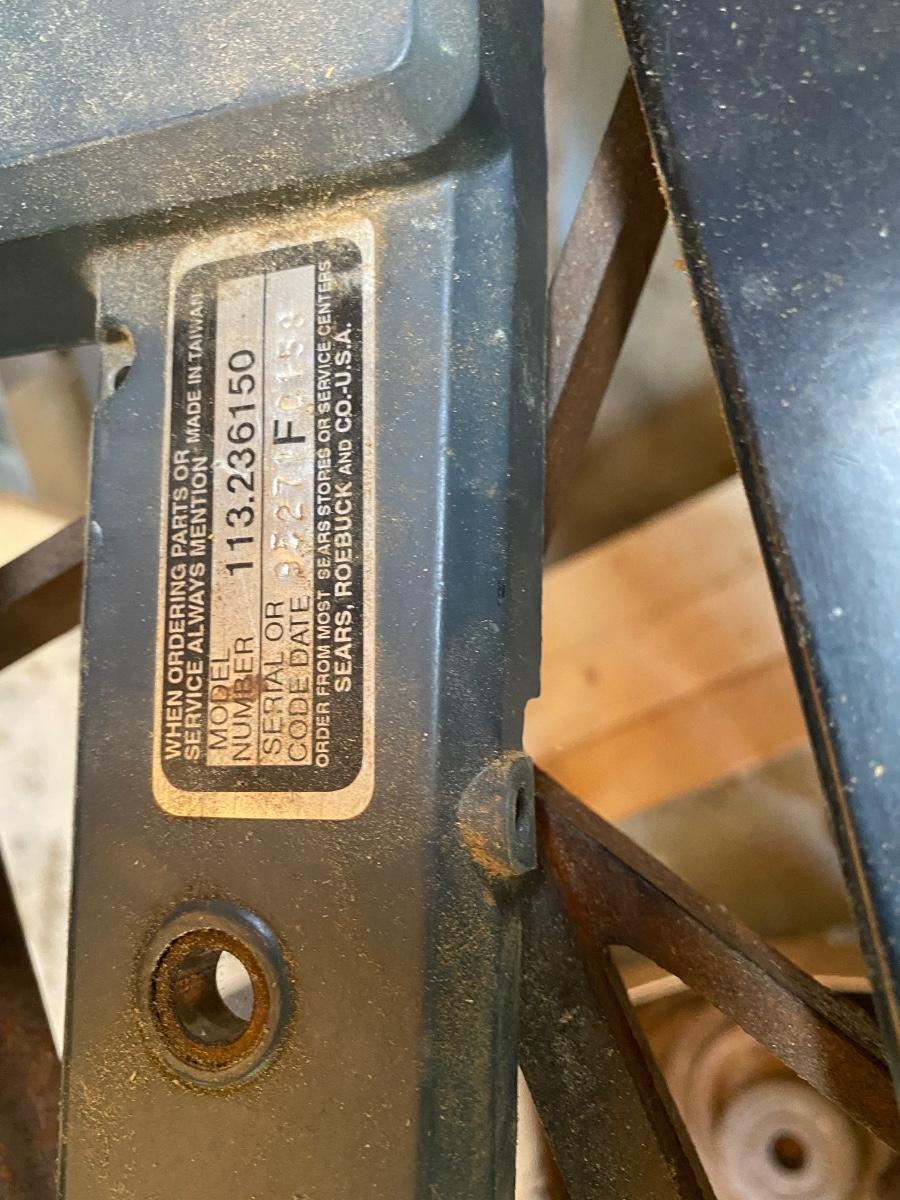 WHEN ORDERING PARTS OR
SERVICE ALWAYS MENTION MADE IN TAIWAN
MODEL
NUMBER 113.236150
SERIAL OR
CODE DATE
ORDER FROM MOST SEARS STORES OR SERVICE CENTERS
SEARS, ROEBUCK AND CO.-U.S.A.